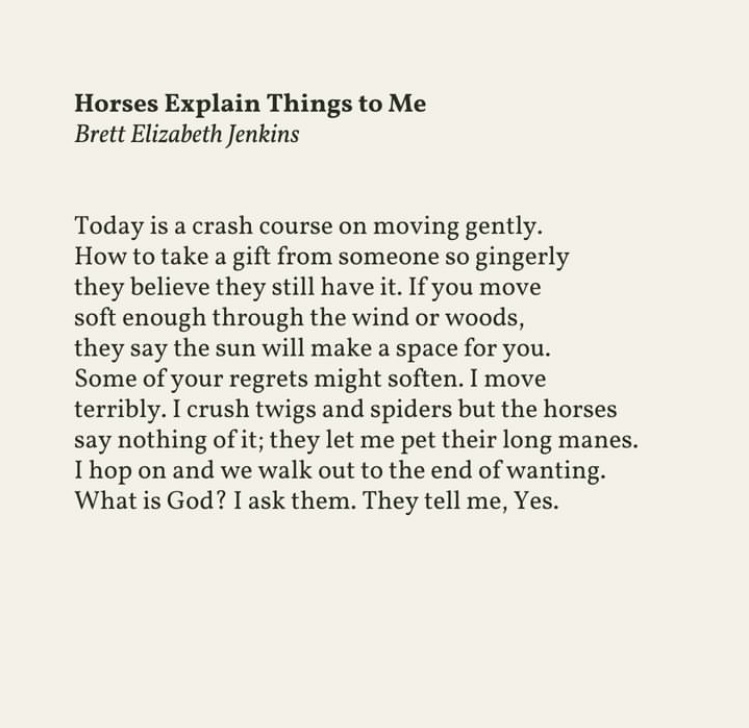 Horses Explain Things to Me
Brett Elizabeth Jenkins
Today is a crash course on moving gently.
How to take a gift from someone so gingerly
they believe they still have it. If you move
soft enough through the wind or woods,
they say the sun will make a space for you.
Some of your regrets might soften. I move
terribly. I crush twigs and spiders but the horses
say nothing of it; they let me pet their long manes.
I hop on and we walk out to the end of wanting.
What is God? I ask them. They tell me, Yes.